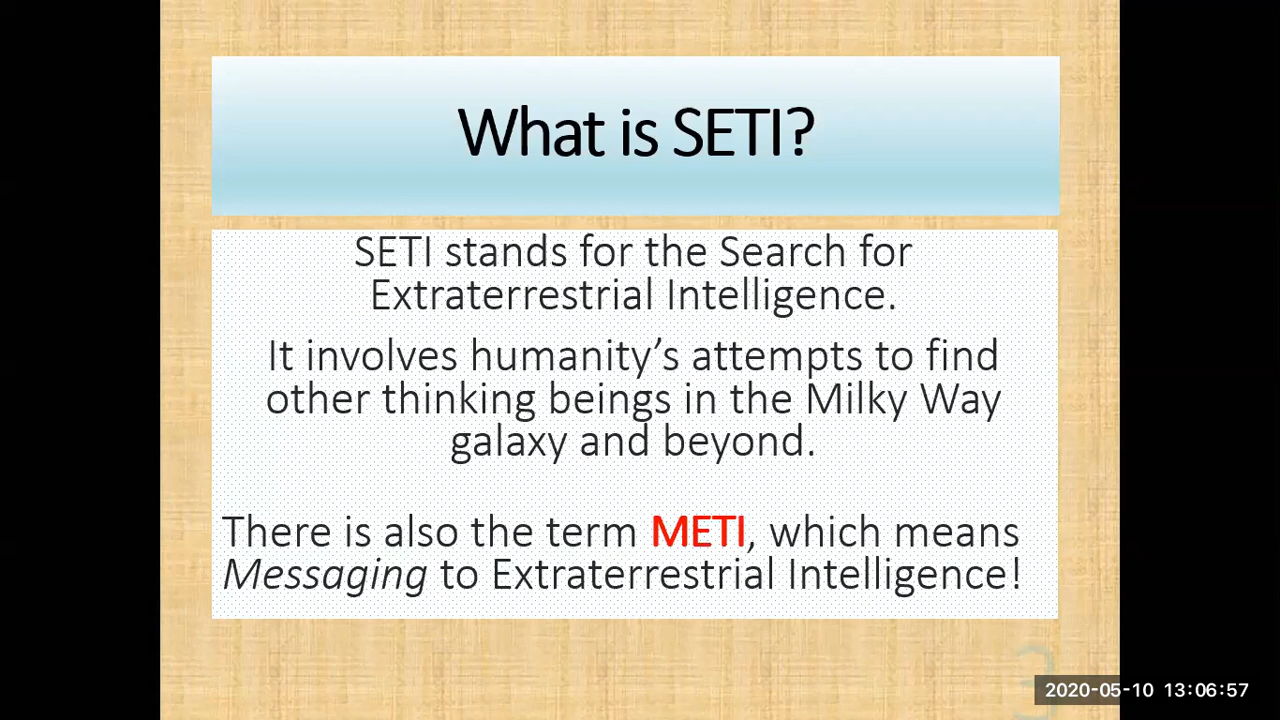 What is SETI?
SETI stands for the Search for
Extraterrestrial Intelligence.
It involves humanity’s attempts to find
other thinking beings in the Milky Way
galaxy and beyond.
There is also the term METI, which means
Messaging to Extraterrestrial Intelligence!
3
2020-05-10 13:06:57